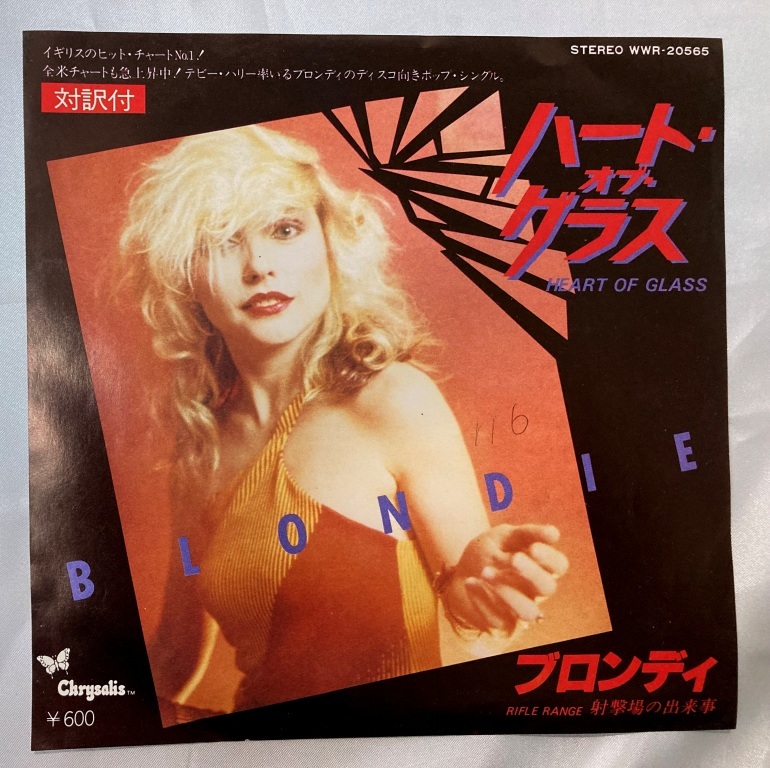 イギリスのヒット・チャートNo.1!
全米チャートも急上昇中!デビー・ハリー率いるブロンディのディスコ向きポップ・シングル。
対訳付
STEREO WWR-20565
ハート・
オブ・
グラス
HEART OF GLASS
116
BLONDIE
Chrysalis TM
¥600
ブロンディ
RIFLE RANGE 射撃場の出来事